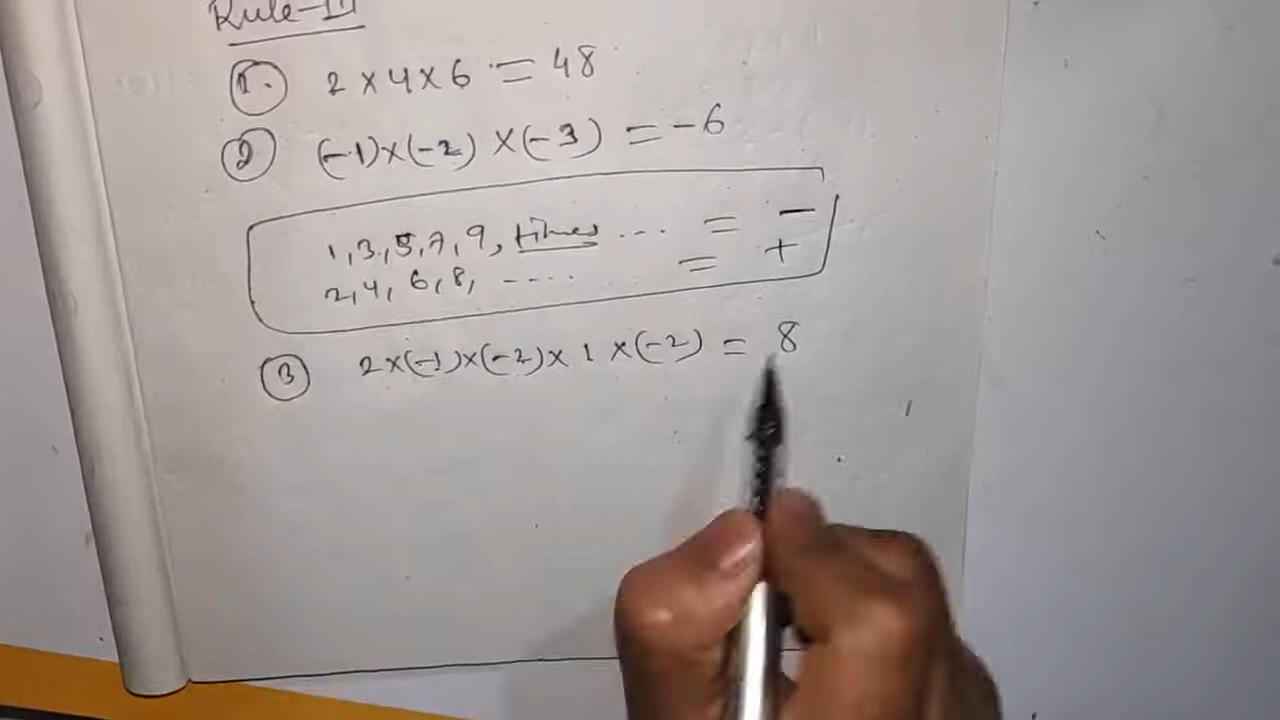 Rule-III
1. 2 × 4 × 6 = 48
2 (-1)×(-2) ×(-3) = -6
1,3,5,7,9, times .... = -
2,4, 6,8, ..... = +
3 2×(-1)×(-2)× 1 ×(-2) = 8